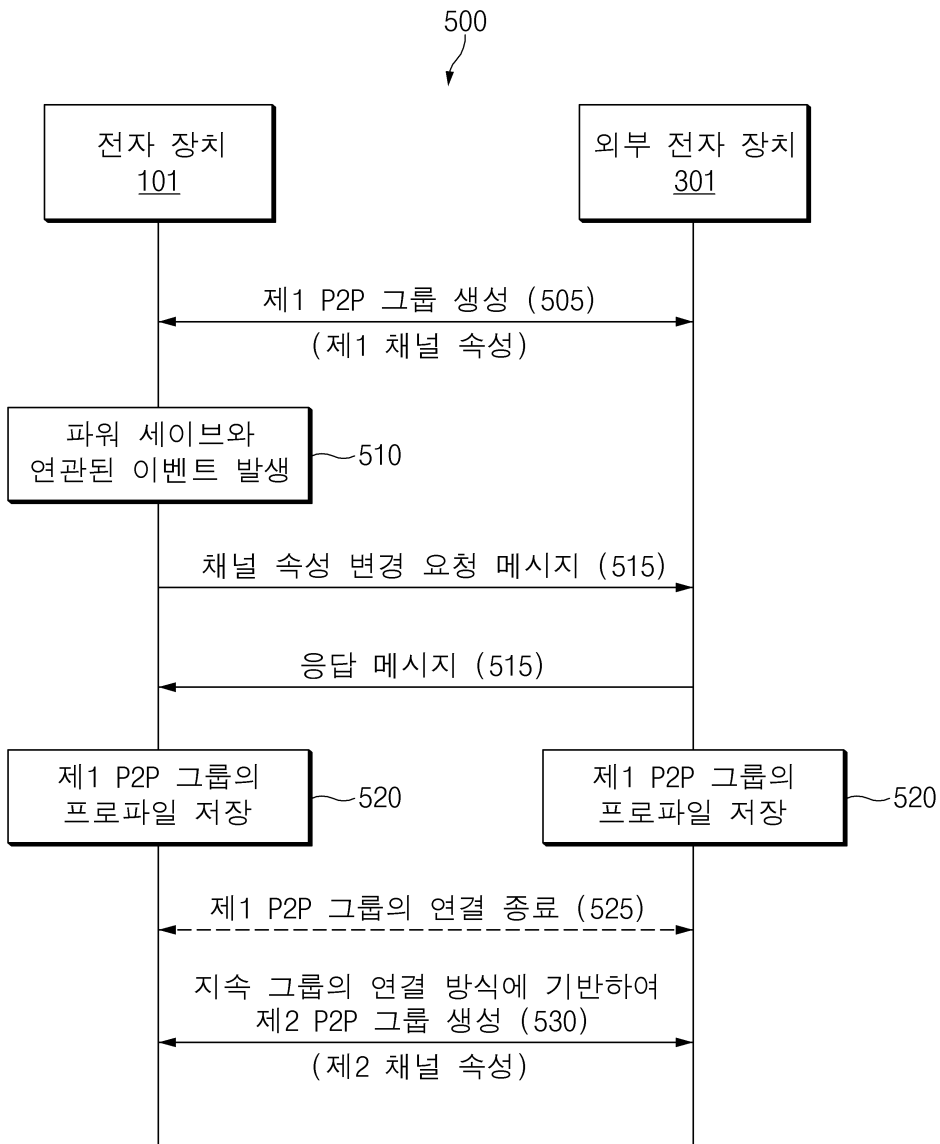 500
전자 장치
101
외부 전자 장치
301
제1 P2P 그룹 생성 (505)
(제1 채널 속성)
파워 세이브와
연관된 이벤트 발생
510
채널 속성 변경 요청 메시지 (515)
응답 메시지 (515)
제1 P2P 그룹의
프로파일 저장
520
제1 P2P 그룹의
프로파일 저장
520
제1 P2P 그룹의 연결 종료 (525)
지속 그룹의 연결 방식에 기반하여
제2 P2P 그룹 생성 (530)
(제2 채널 속성)